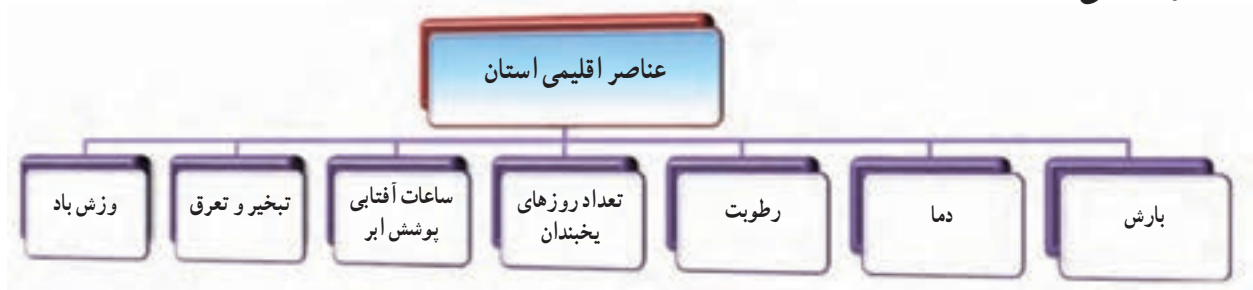 عناصر اقلیمی استان
بارش
دما
رطوبت
تعداد روزهای
یخبندان
ساعات آفتابی
پوشش ابر
تبخیر و تعرق
وزش باد